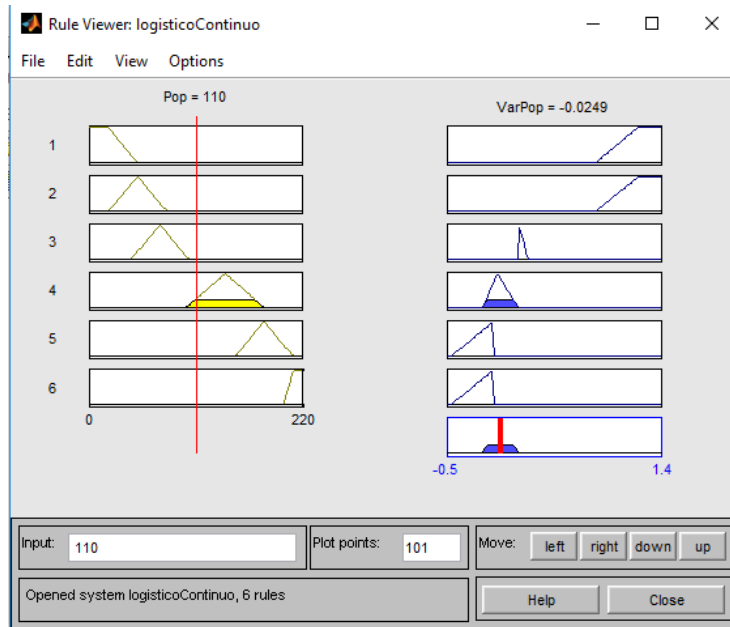 Rule Viewer: logisticoContinuo
File Edit View Options
Pop = 110
VarPop = -0.0249
1
2
3
4
5
6
0 220
-0.5 1.4
Input: 110 Plot points: 101 Move: left right down up
Opened system logisticoContinuo, 6 rules
Help Close